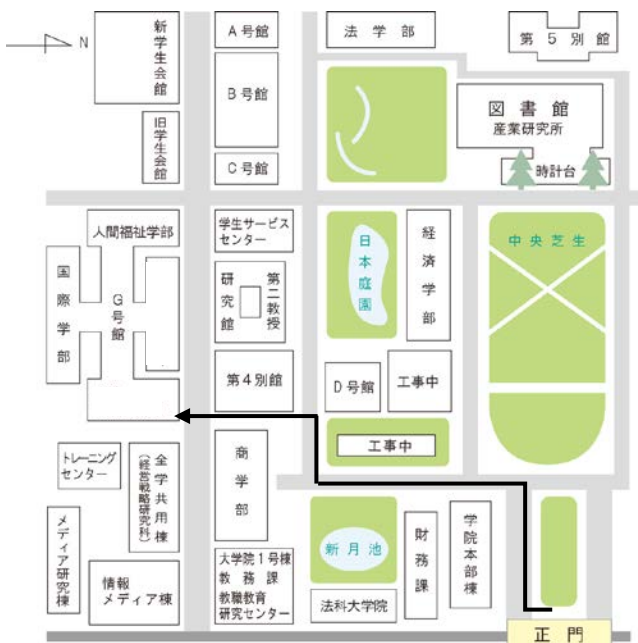 N
新学生会館
旧学生会館
A号館
B号館
C号館
法学部
第5別館
図書館
産業研究所
時計台
人間福祉学部
国際学部
G号館
学生サービス
センター
第二教授
研究館
第4別館
日本庭園
経済学部
中央芝生
D号館
工事中
工事中
トレーニング
センター
全学共用棟
(経営戦略研究科)
商学部
メディア研究棟
情報
メディア棟
大学院1号棟
教務課
教職教育
研究センター
新月池
法科大学院
財務課
学院本部棟
正門